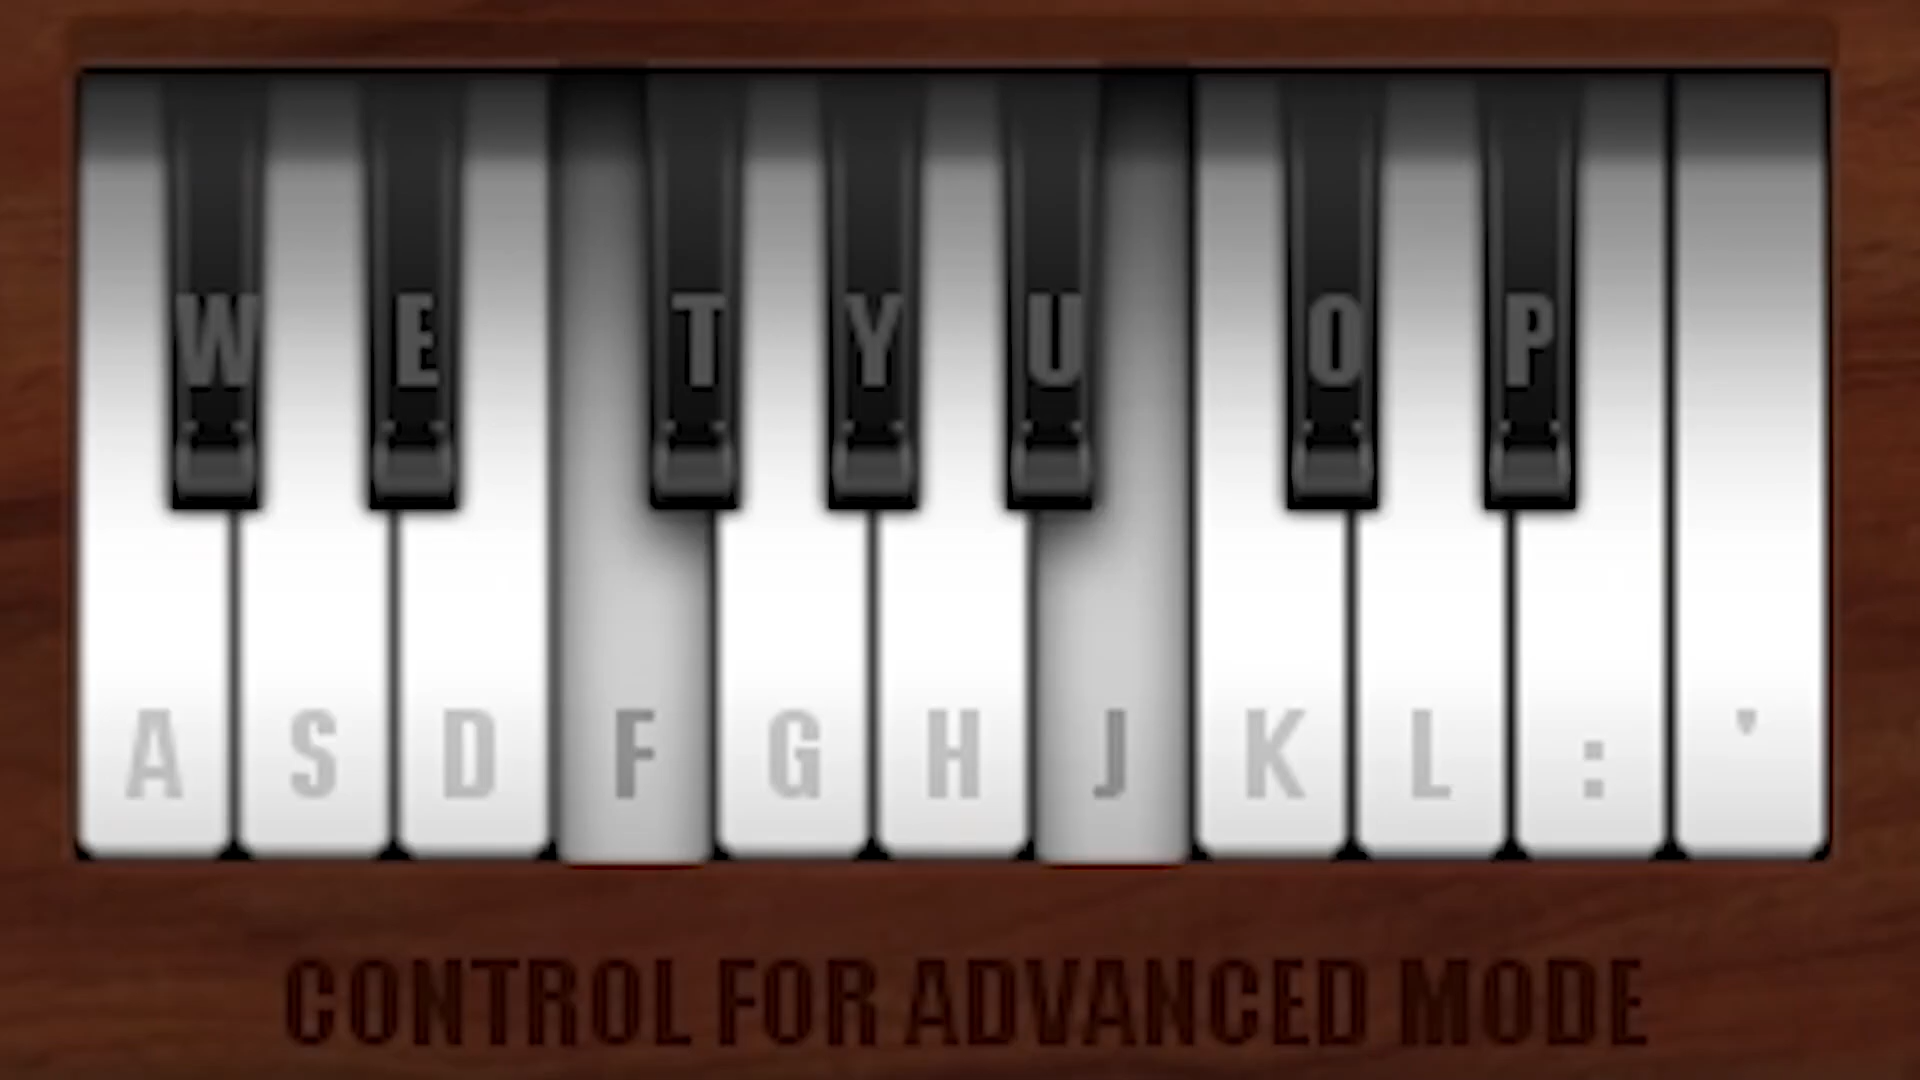 W E T Y U O P
A S D F G H J K L : '
CONTROL FOR ADVANCED MODE